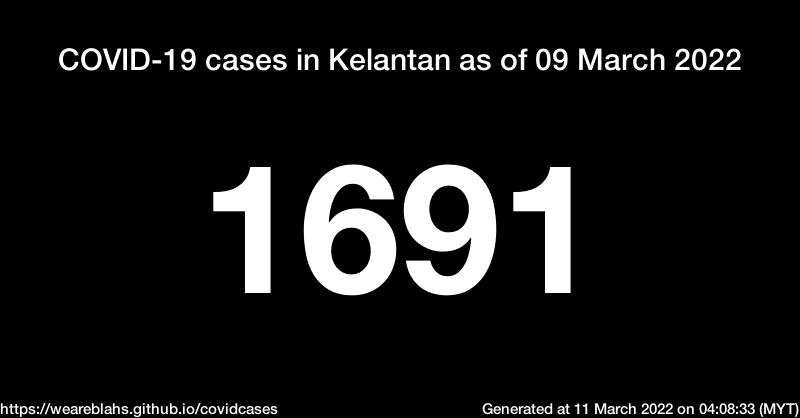 COVID-19 cases in Kelantan as of 09 March 2022
1691
https://weareblahs.github.io/covidcases
Generated at 11 March 2022 on 04:08:33 (MYT)